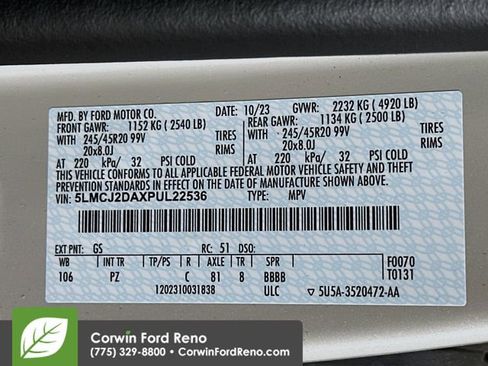 MFD. BY FORD MOTOR CO. 10/23 GVWR: 2232 KG ( 4920 LB)
FRONT GAWR: 1152 KG ( 2540 LB) REAR GAWR: 1134 KG ( 2500 LB)
WITH 245/45R20 99V TIRES WITH 245/45R20 99V TIRES
20x8.0J RIMS 20x8.0J RIMS
AT 220 kPa/ 32 PSI COLD AT 220 kPa/ 32 PSI COLD
THIS VEHICLE CONFORMS TO ALL APPLICABLE FEDERAL MOTOR VEHICLE SAFETY AND THEFT PREVENTION STANDARDS IN EFFECT ON THE DATE OF MANUFACTURE SHOWN ABOVE.
VIN: 5LMCJ2DAXPUL22536 TYPE: MPV
EXT PNT: GS RC: 51 DSO:
WB INT TR TP/PS R AXLE TR SPR F0070
106 PZ C 81 8 BBBB T0131
1202310031838 ULC 5U5A-3520472-AA
Corwin Ford Reno
(775) 329-8800 • CorwinFordReno.com